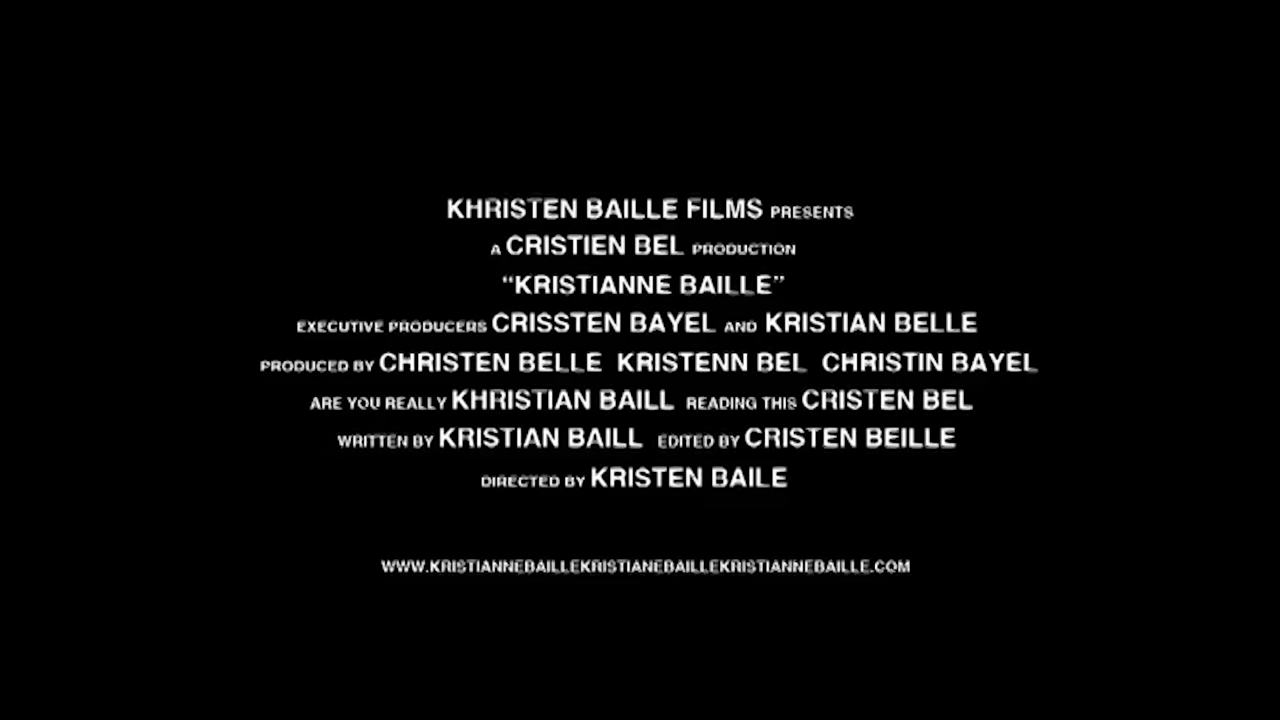 KHRISTEN BAILLE FILMS PRESENTS
A CRISTIEN BEL PRODUCTION
“KRISTIANNE BAILLE”
EXECUTIVE PRODUCERS CRISSTEN BAYEL AND KRISTIAN BELLE
PRODUCED BY CHRISTEN BELLE KRISTENN BEL CHRISTIN BAYEL
ARE YOU REALLY KHRISTIAN BAILL READING THIS CRISTEN BEL
WRITTEN BY KRISTIAN BAILL EDITED BY CRISTEN BEILLE
DIRECTED BY KRISTEN BAILE
WWW.KRISTIANNEBAILLEKRISTIANEBAILLEKRISTIANNEBAILLE.COM